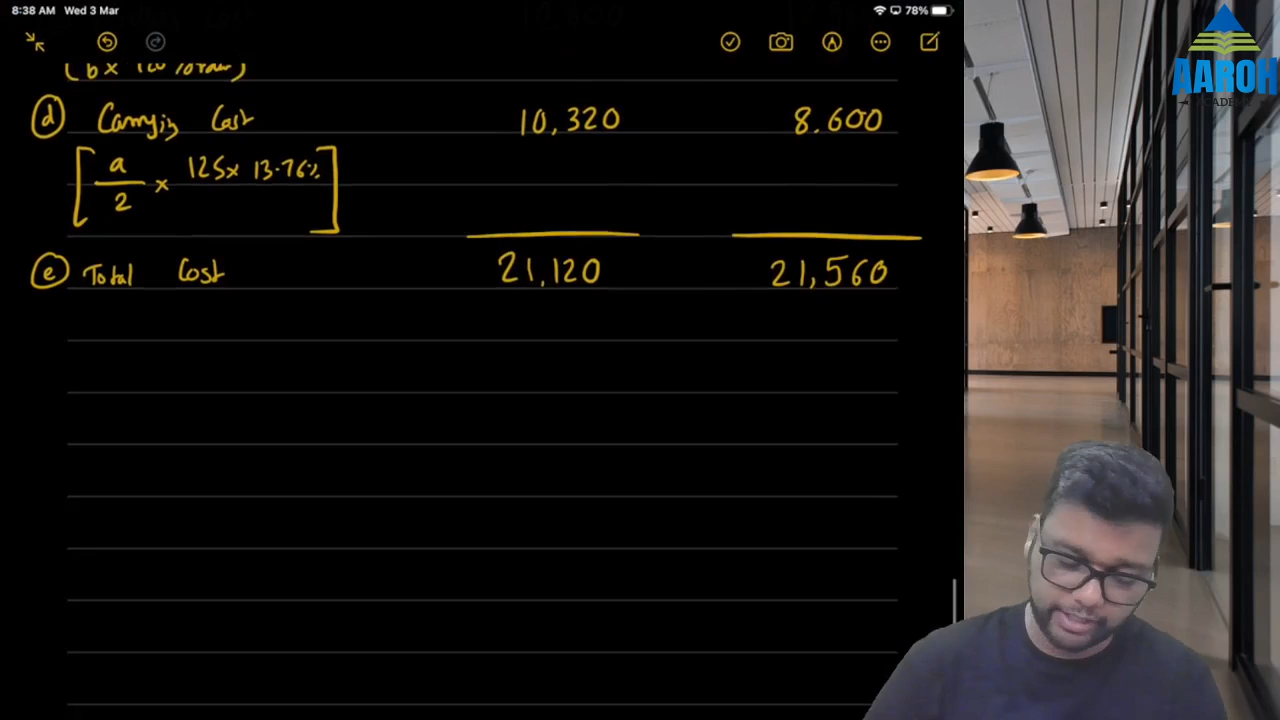 8:38 AM Wed 3 Mar
78%
AAROH
ACADEMY
(d) Carrying Cost 10,320 8.600
[a/2 × 125× 13.76%]
(e) Total Cost 21,120 21,560